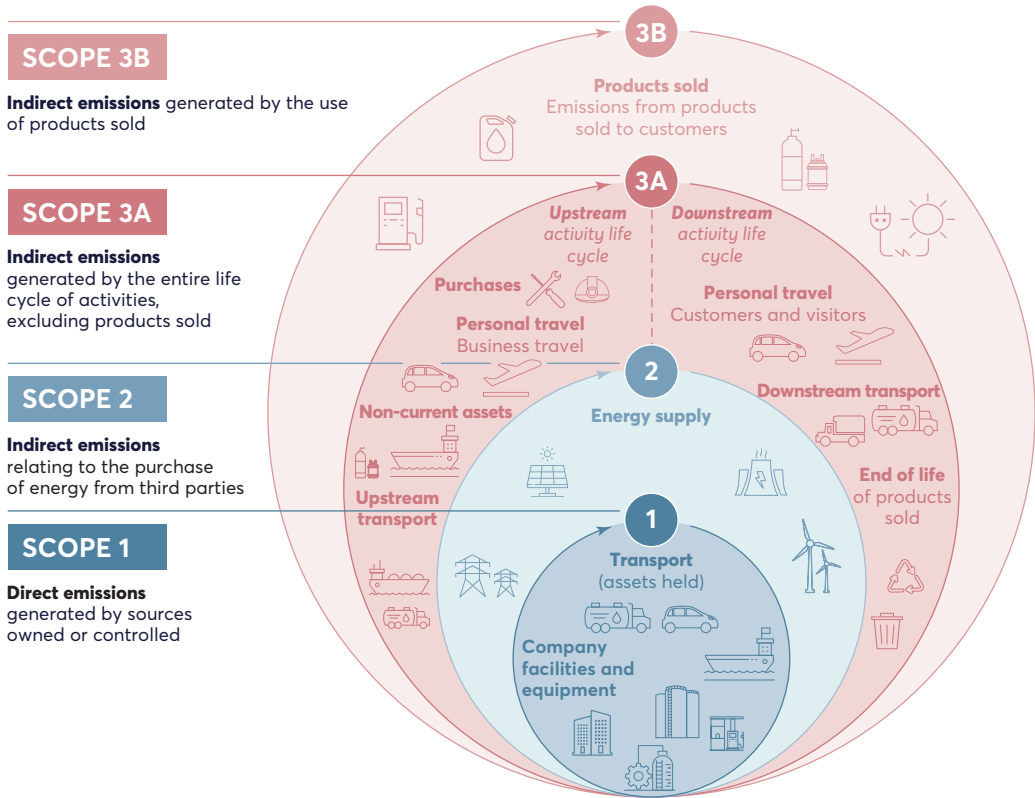 SCOPE 3B
Indirect emissions generated by the use
of products sold
SCOPE 3A
Indirect emissions
generated by the entire life
cycle of activities,
excluding products sold
SCOPE 2
Indirect emissions
relating to the purchase
of energy from third parties
SCOPE 1
Direct emissions
generated by sources
owned or controlled
3B
Products sold
Emissions from products
sold to customers
3A
Upstream
activity life
cycle
Downstream
activity life
cycle
Purchases
Personal travel
Business travel
Non-current assets
Upstream
transport
Personal travel
Customers and visitors
Downstream transport
End of life
of products
sold
2
Energy supply
1
Transport
(assets held)
Company
facilities and
equipment